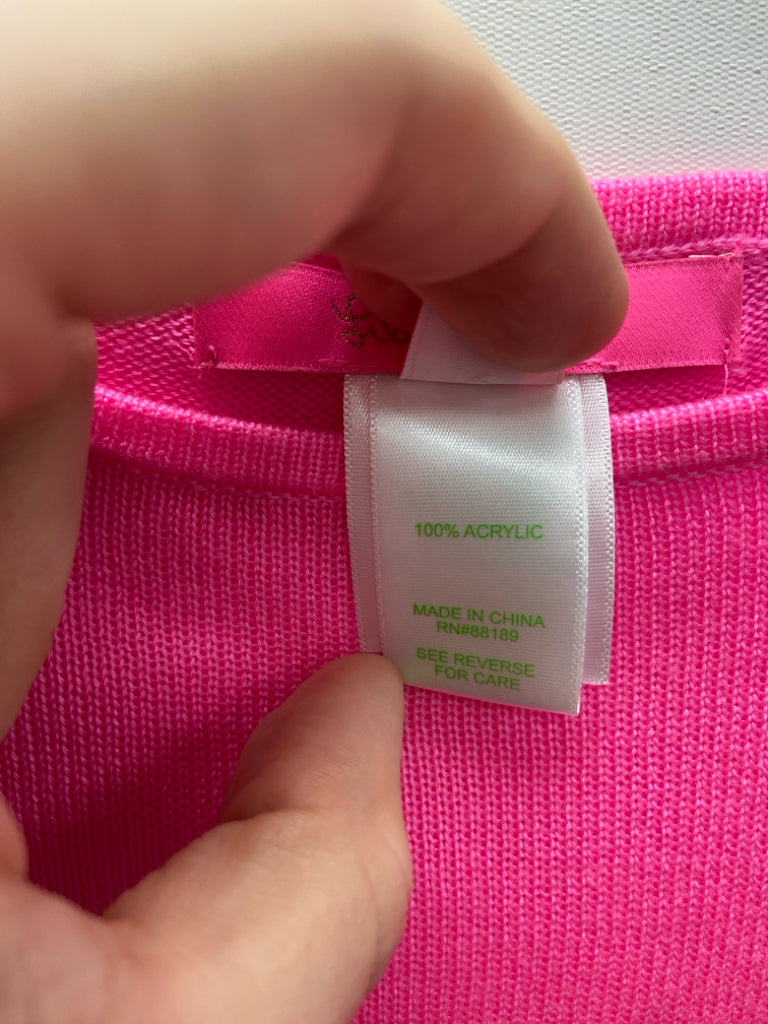 100% ACRYLIC
MADE IN CHINA
RN#88189
SEE REVERSE
FOR CARE